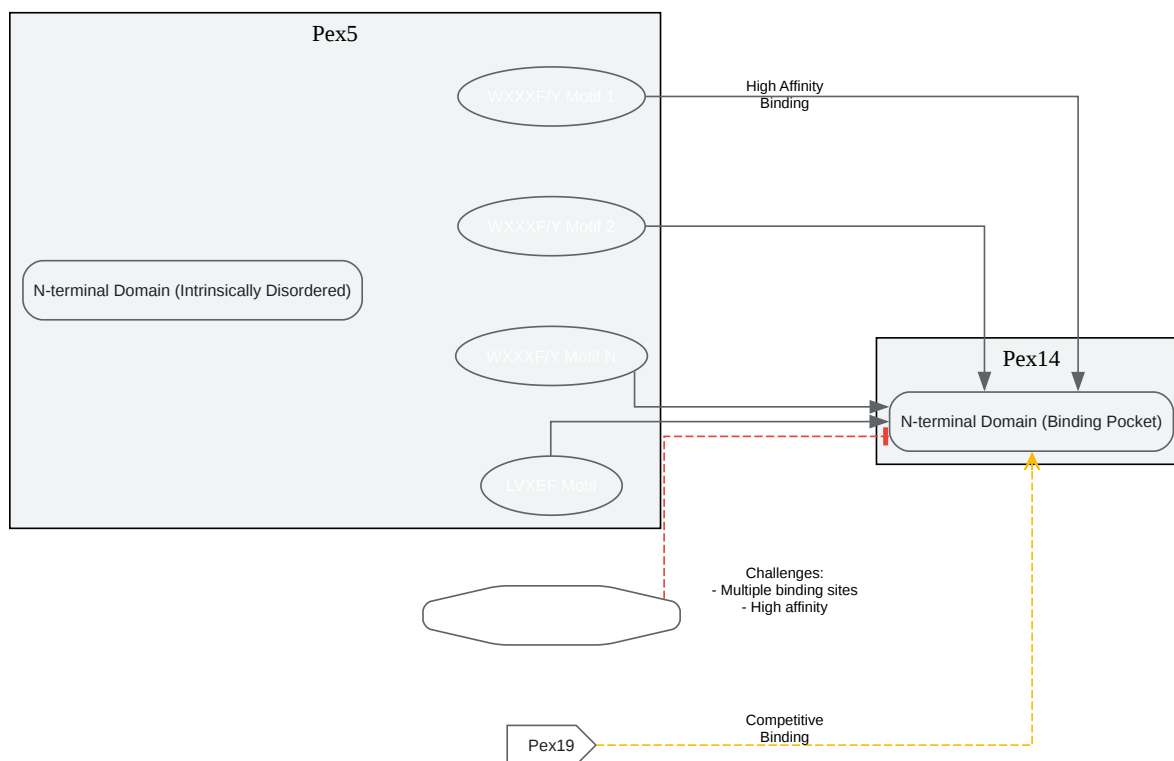 Pex5
WXXXF/Y Motif 1
High Affinity
Binding
WXXXF/Y Motif 2
N-terminal Domain (Intrinsically Disordered)
WXXXF/Y Motif N
Pex14
N-terminal Domain (Binding Pocket)
LVXEF Motif
Challenges:
- Multiple binding sites
- High affinity
Competitive
Binding
Pex19